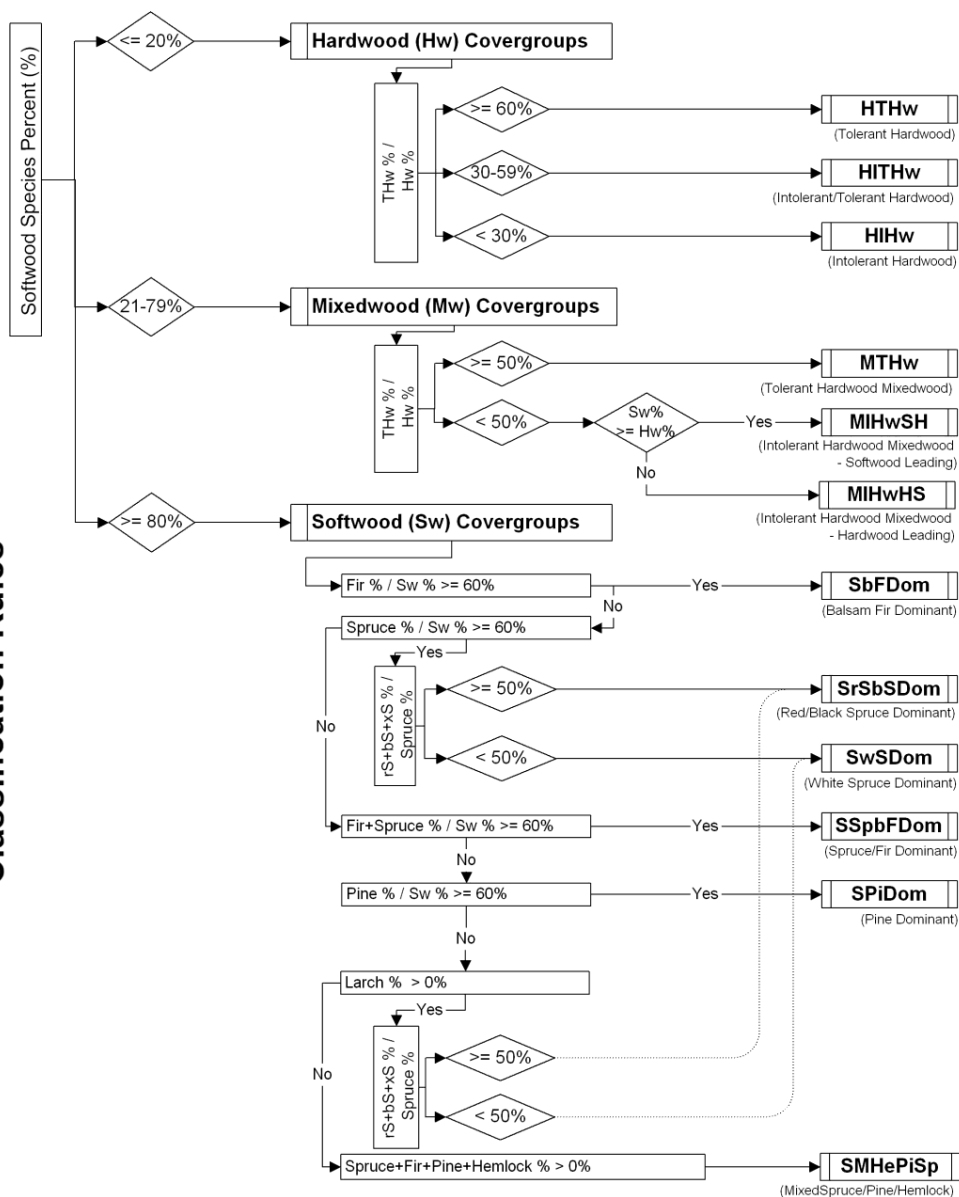 Softwood Species Percent (%)
<= 20%
Hardwood (Hw) Covergroups
THw % /
Hw %
>= 60%
HTHw
(Tolerant Hardwood)
30-59%
HITHw
(Intolerant/Tolerant Hardwood)
< 30%
HIHw
(Intolerant Hardwood)
21-79%
Mixedwood (Mw) Covergroups
THw % /
Hw %
>= 50%
MTHw
(Tolerant Hardwood Mixedwood)
< 50%
Sw%
>= Hw%
Yes
MIHwSH
(Intolerant Hardwood Mixedwood
- Softwood Leading)
No
MIHwHS
(Intolerant Hardwood Mixedwood
- Hardwood Leading)
>= 80%
Softwood (Sw) Covergroups
Fir % / Sw % >= 60%
Yes
SbFDom
(Balsam Fir Dominant)
No
Spruce % / Sw % >= 60%
Yes
No
rS+bS+xS % /
Spruce %
>= 50%
SrSbSDom
(Red/Black Spruce Dominant)
< 50%
SwSDom
(White Spruce Dominant)
Fir+Spruce % / Sw % >= 60%
Yes
SSpbFDom
(Spruce/Fir Dominant)
No
Pine % / Sw % >= 60%
Yes
SPiDom
(Pine Dominant)
No
Larch % > 0%
Yes
No
rS+bS+xS % /
Spruce %
>= 50%
< 50%
Spruce+Fir+Pine+Hemlock % > 0%
SMHePiSp
(MixedSpruce/Pine/Hemlock)